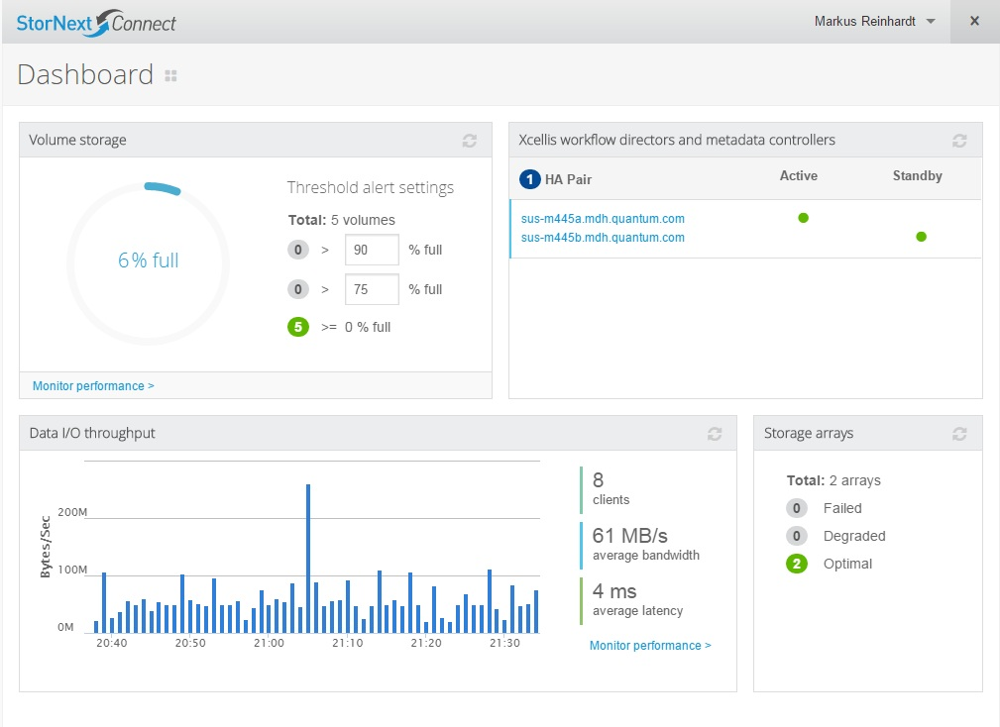 StorNext Connect
Markus Reinhardt
×
Dashboard
Volume storage
6% full
Threshold alert settings
Total: 5 volumes
0 > 90 % full
0 > 75 % full
5 >= 0 % full
Monitor performance >
Xcellis workflow directors and metadata controllers
1 HA Pair Active Standby
sus-m445a.mdh.quantum.com
sus-m445b.mdh.quantum.com
Data I/O throughput
Bytes/Sec
200M
100M
0M
20:40 20:50 21:00 21:10 21:20 21:30
8
clients
61 MB/s
average bandwidth
4 ms
average latency
Monitor performance >
Storage arrays
Total: 2 arrays
0 Failed
0 Degraded
2 Optimal